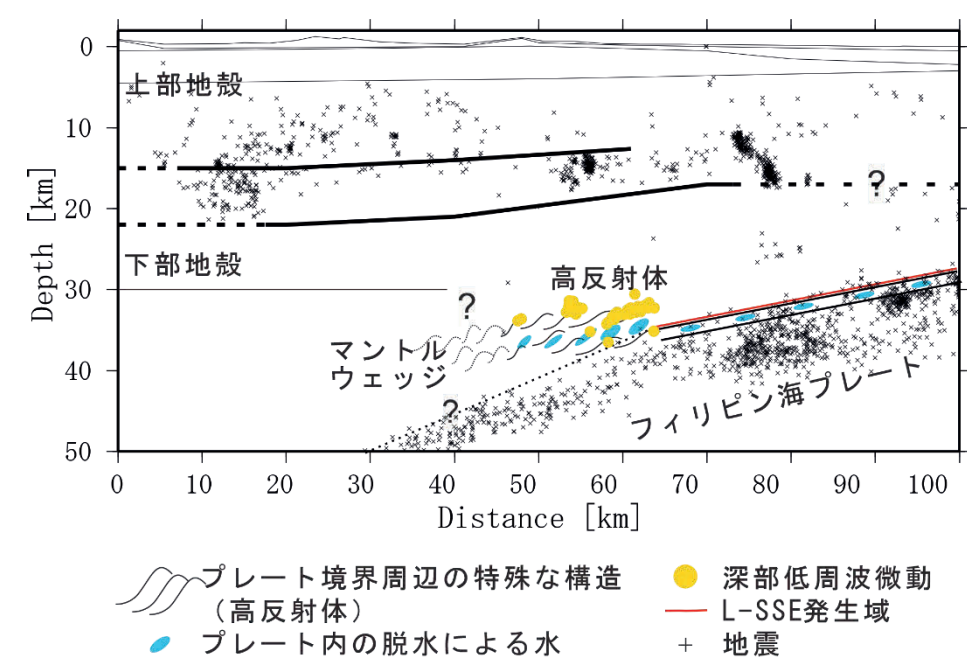 0
上部地殻
10
?
20
下部地殻
高反射体
30
?
マントル
ウェッジ
40
?
フィリピン海プレート
50
Depth [km]
0 10 20 30 40 50 60 70 80 90 100
Distance [km]
プレート境界周辺の特殊な構造
（高反射体）
プレート内の脱水による水
深部低周波微動
L-SSE発生域
地震